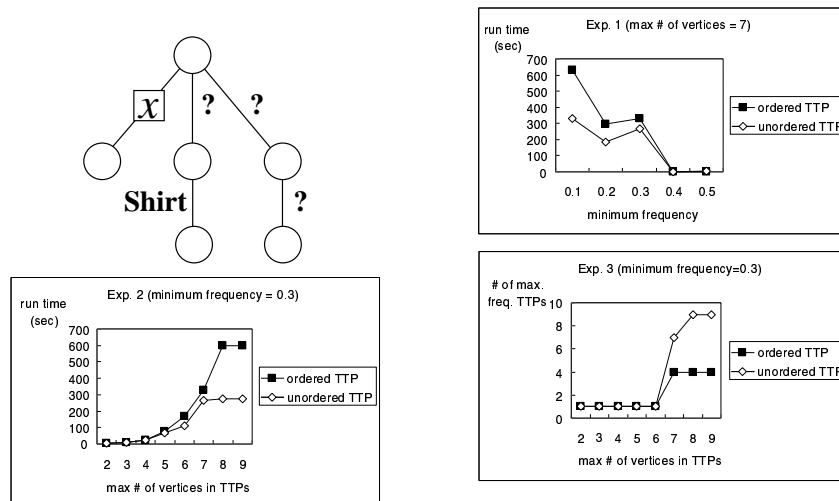 x ? ?
Shirt ?
Exp. 1 (max # of vertices = 7)
run time
(sec)
700
600
500
400
300
200
100
0
0.1 0.2 0.3 0.4 0.5
minimum frequency
ordered TTP
unordered TTP
Exp. 2 (minimum frequency = 0.3)
run time
(sec)
700
600
500
400
300
200
100
0
2 3 4 5 6 7 8 9
max # of vertices in TTPs
ordered TTP
unordered TTP
Exp. 3 (minimum frequency=0.3)
# of max.
freq. TTPs
10
8
6
4
2
0
2 3 4 5 6 7 8 9
max # of vertices in TTPs
ordered TTP
unordered TTP